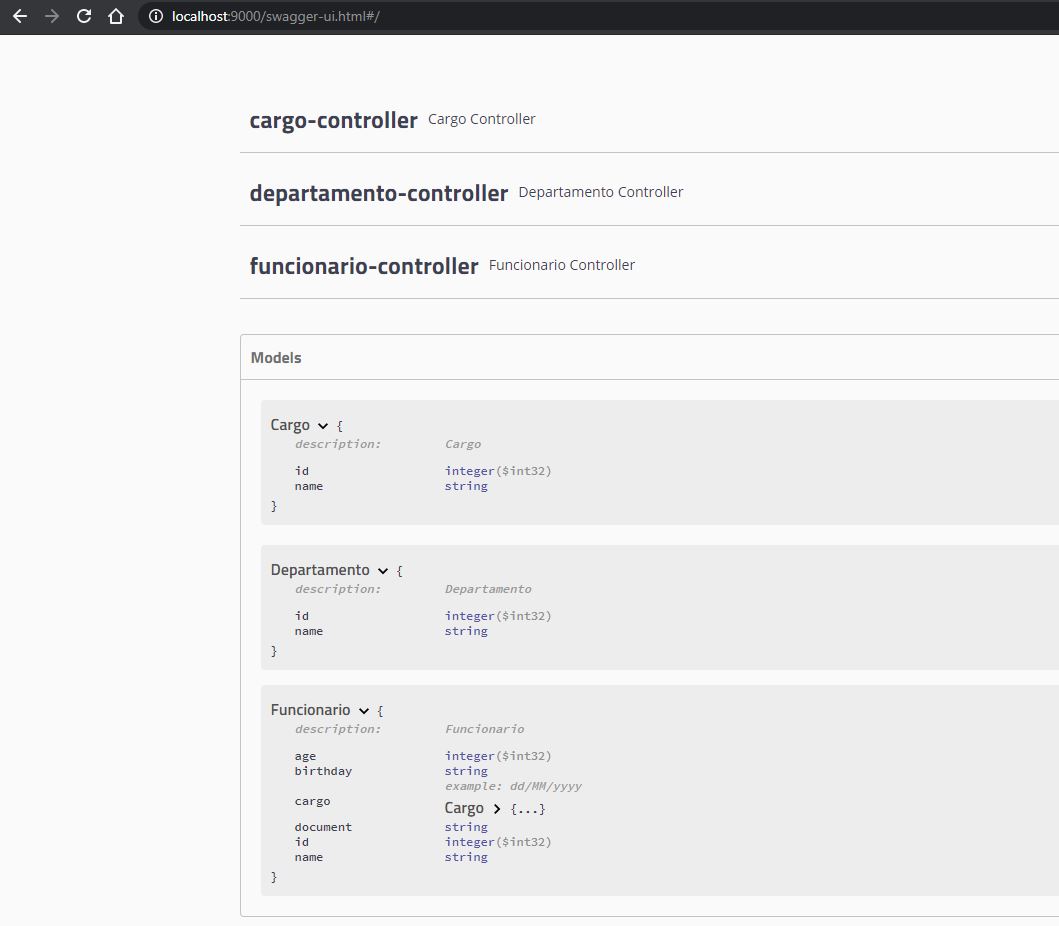 localhost:9000/swagger-ui.html#/
cargo-controller Cargo Controller
departamento-controller Departamento Controller
funcionario-controller Funcionario Controller
Models
Cargo {
description: Cargo
id integer($int32)
name string
}
Departamento {
description: Departamento
id integer($int32)
name string
}
Funcionario {
description: Funcionario
age integer($int32)
birthday string
example: dd/MM/yyyy
cargo Cargo {...}
document string
id integer($int32)
name string
}